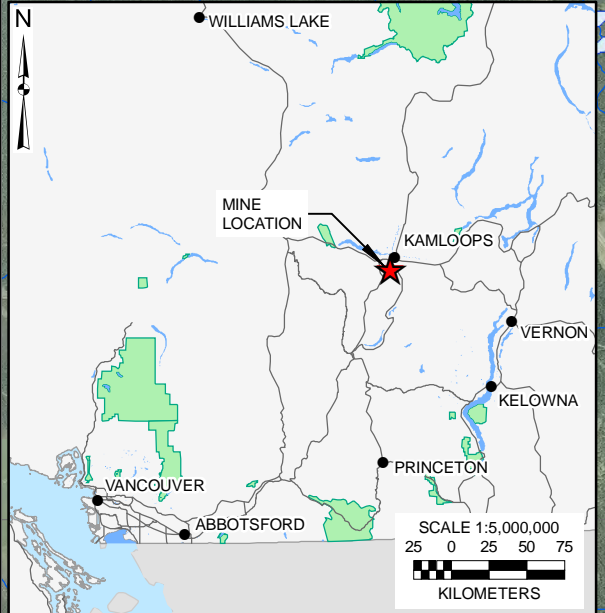 N
WILLIAMS LAKE
MINE
LOCATION
KAMLOOPS
VERNON
KELOWNA
PRINCETON
VANCOUVER
ABBOTSFORD
SCALE 1:5,000,000
25 0 25 50 75
KILOMETERS